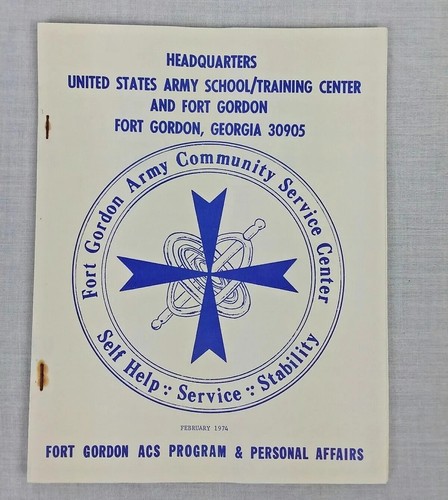 HEADQUARTERS
UNITED STATES ARMY SCHOOL/TRAINING CENTER
AND FORT GORDON
FORT GORDON, GEORGIA 30905
Fort Gordon Army Community Service Center
Self Help :: Service :: Stability
FEBRUARY 1974
FORT GORDON ACS PROGRAM & PERSONAL AFFAIRS